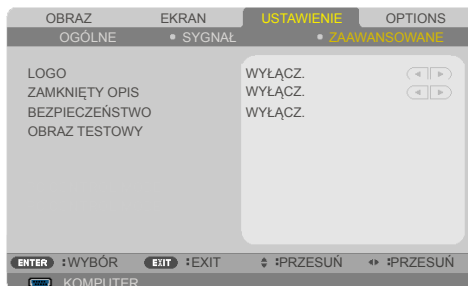 OBRAZ EKRAN USTAWIENIE OPTIONS
OGÓLNE • SYGNAŁ • ZAAWANSOWANE
LOGO WYŁĄCZ.
ZAMKNIĘTY OPIS WYŁĄCZ.
BEZPIECZEŃSTWO WYŁĄCZ.
OBRAZ TESTOWY
ENTER :WYBÓR EXIT :EXIT :PRZESUŃ :PRZESUŃ
KOMPUTER